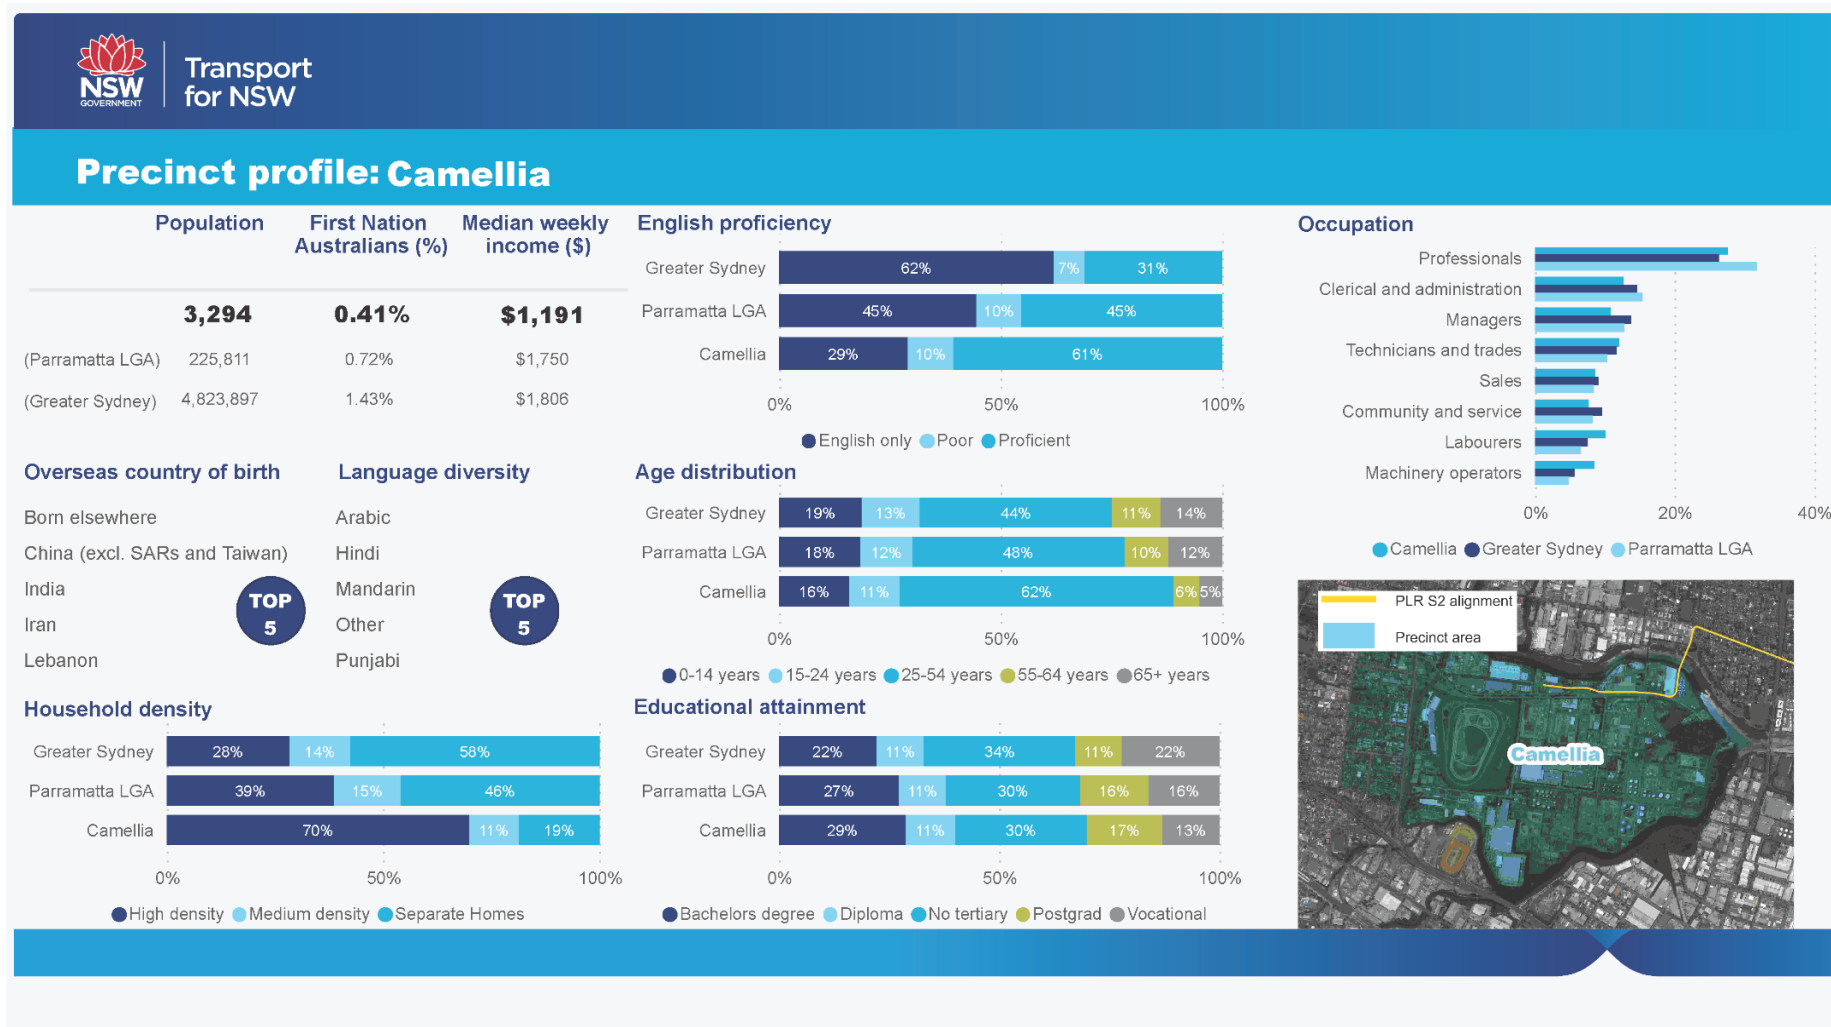 NSW
GOVERNMENT
Transport
for NSW
Precinct profile: Camellia
Population
First Nation
Australians (%)
Median weekly
income ($)
3,294 0.41% $1,191
(Parramatta LGA) 225,811 0.72% $1,750
(Greater Sydney) 4,823,897 1.43% $1,806
Overseas country of birth
Born elsewhere
China (excl. SARs and Taiwan)
India
Iran
Lebanon
TOP
5
Language diversity
Arabic
Hindi
Mandarin
Other
Punjabi
TOP
5
Household density
Greater Sydney 28% 14% 58%
Parramatta LGA 39% 15% 46%
Camellia 70% 11% 19%
0% 50% 100%
High density Medium density Separate Homes
English proficiency
Greater Sydney 62% 7% 31%
Parramatta LGA 45% 10% 45%
Camellia 29% 10% 61%
0% 50% 100%
English only Poor Proficient
Age distribution
Greater Sydney 19% 13% 44% 11% 14%
Parramatta LGA 18% 12% 48% 10% 12%
Camellia 16% 11% 62% 6% 5%
0% 50% 100%
0-14 years 15-24 years 25-54 years 55-64 years 65+ years
Educational attainment
Greater Sydney 22% 11% 34% 11% 22%
Parramatta LGA 27% 11% 30% 16% 16%
Camellia 29% 11% 30% 17% 13%
0% 50% 100%
Bachelors degree Diploma No tertiary Postgrad Vocational
Occupation
Professionals
Clerical and administration
Managers
Technicians and trades
Sales
Community and service
Labourers
Machinery operators
0% 20% 40%
Camellia Greater Sydney Parramatta LGA
PLR S2 alignment
Precinct area
Camellia